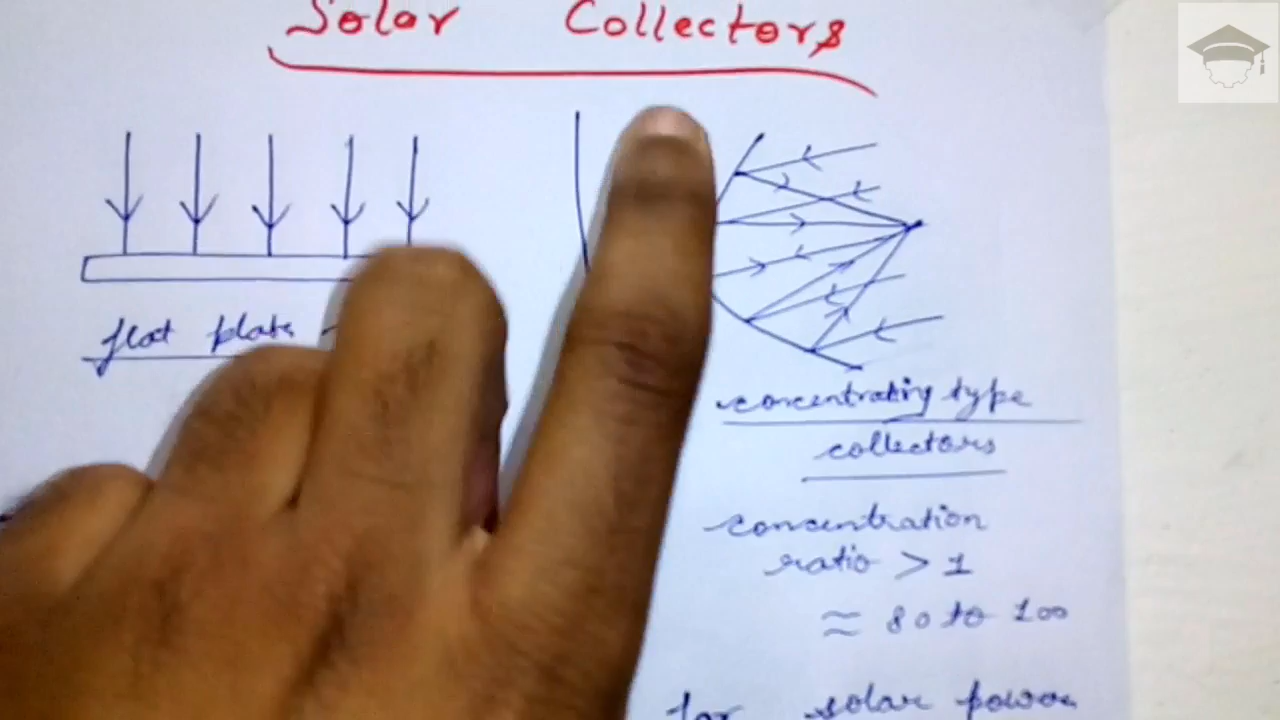 Solar Collectors
flat plate
concentrating type
collectors
concentration
ratio > 1
≈ 80 to 100
for solar power